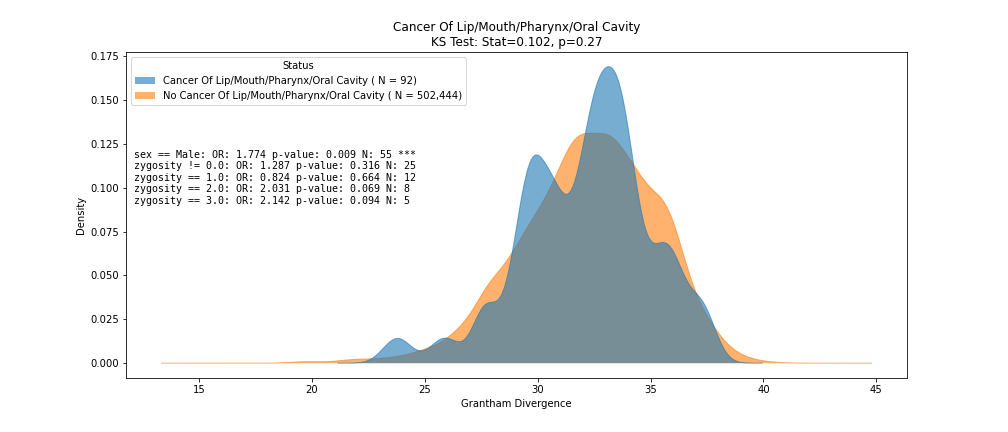 Cancer Of Lip/Mouth/Pharynx/Oral Cavity
KS Test: Stat=0.102, p=0.27
Status
Cancer Of Lip/Mouth/Pharynx/Oral Cavity ( N = 92)
No Cancer Of Lip/Mouth/Pharynx/Oral Cavity ( N = 502,444)
sex == Male: OR: 1.774 p-value: 0.009 N: 55 ***
zygosity != 0.0: OR: 1.287 p-value: 0.316 N: 25
zygosity == 1.0: OR: 0.824 p-value: 0.664 N: 12
zygosity == 2.0: OR: 2.031 p-value: 0.069 N: 8
zygosity == 3.0: OR: 2.142 p-value: 0.094 N: 5
Density
0.175
0.150
0.125
0.100
0.075
0.050
0.025
0.000
15 20 25 30 35 40 45
Grantham Divergence